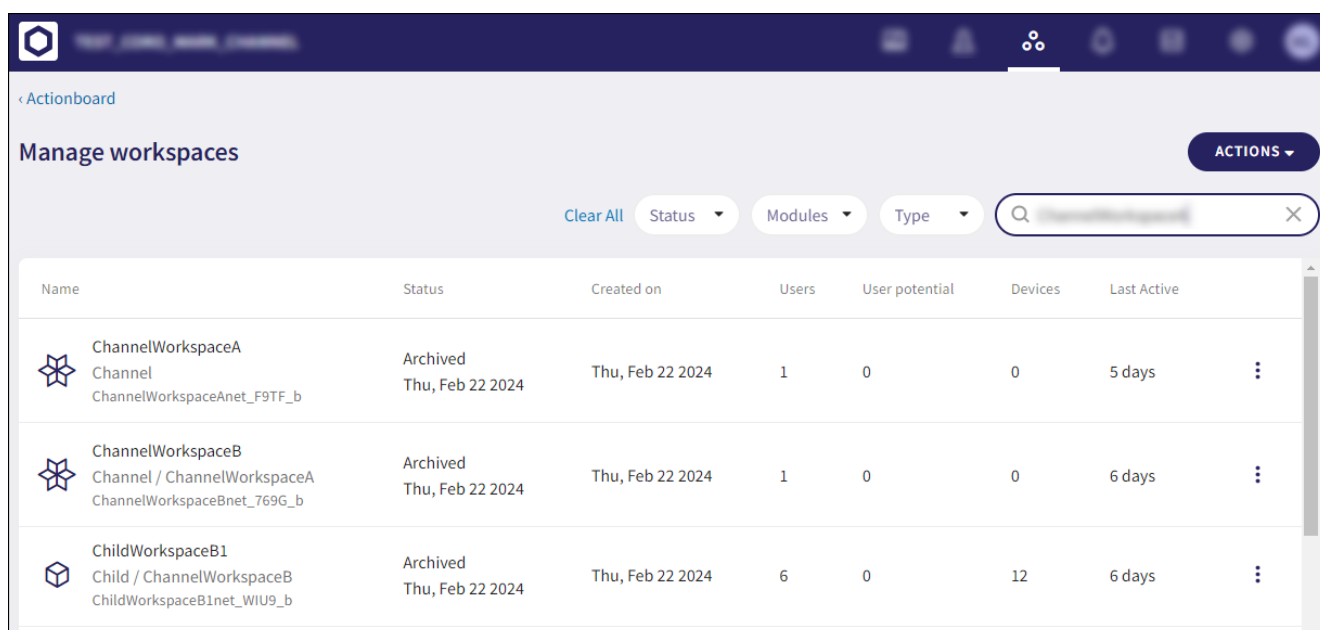 ‹ Actionboard
Manage workspaces
ACTIONS
Clear All Status Modules Type
Name Status Created on Users User potential Devices Last Active
ChannelWorkspaceA
Channel
ChannelWorkspaceAnet_F9TF_b
Archived
Thu, Feb 22 2024
Thu, Feb 22 2024 1 0 0 5 days
ChannelWorkspaceB
Channel / ChannelWorkspaceA
ChannelWorkspaceBnet_769G_b
Archived
Thu, Feb 22 2024
Thu, Feb 22 2024 1 0 0 6 days
ChildWorkspaceB1
Child / ChannelWorkspaceB
ChildWorkspaceB1net_WIU9_b
Archived
Thu, Feb 22 2024
Thu, Feb 22 2024 6 0 12 6 days